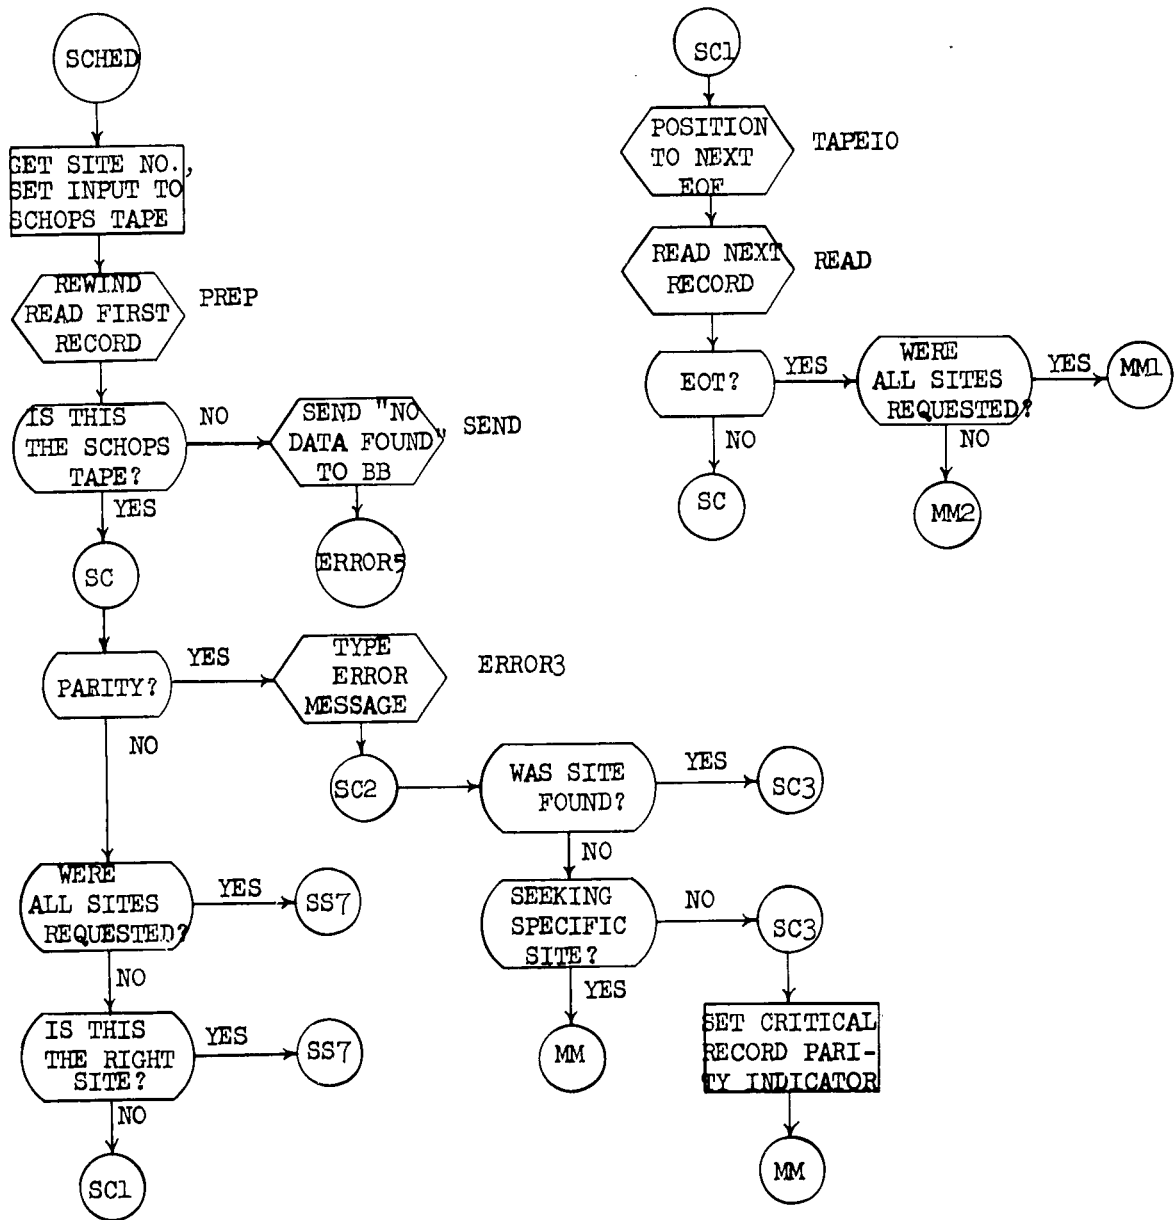 SCHED
GET SITE NO.,
SET INPUT TO
SCHOPS TAPE
REWIND
READ FIRST
RECORD
PREP
IS THIS
THE SCHOPS
TAPE?
NO
SEND "NO
DATA FOUND"
TO BB
SEND
YES
ERROR5
SC
PARITY?
YES
TYPE
ERROR
MESSAGE
ERROR3
NO
SC2
WAS SITE
FOUND?
YES
SC3
NO
SEEKING
SPECIFIC
SITE?
NO
SC3
YES
MM
SET CRITICAL
RECORD PARI-
TY INDICATOR
MM
WERE
ALL SITES
REQUESTED?
YES
SS7
NO
IS THIS
THE RIGHT
SITE?
YES
SS7
NO
SC1
SC1
POSITION
TO NEXT
EOF
TAPEIO
READ NEXT
RECORD
READ
EOT?
YES
WERE
ALL SITES
REQUESTED?
YES
MM1
NO
SC
NO
MM2